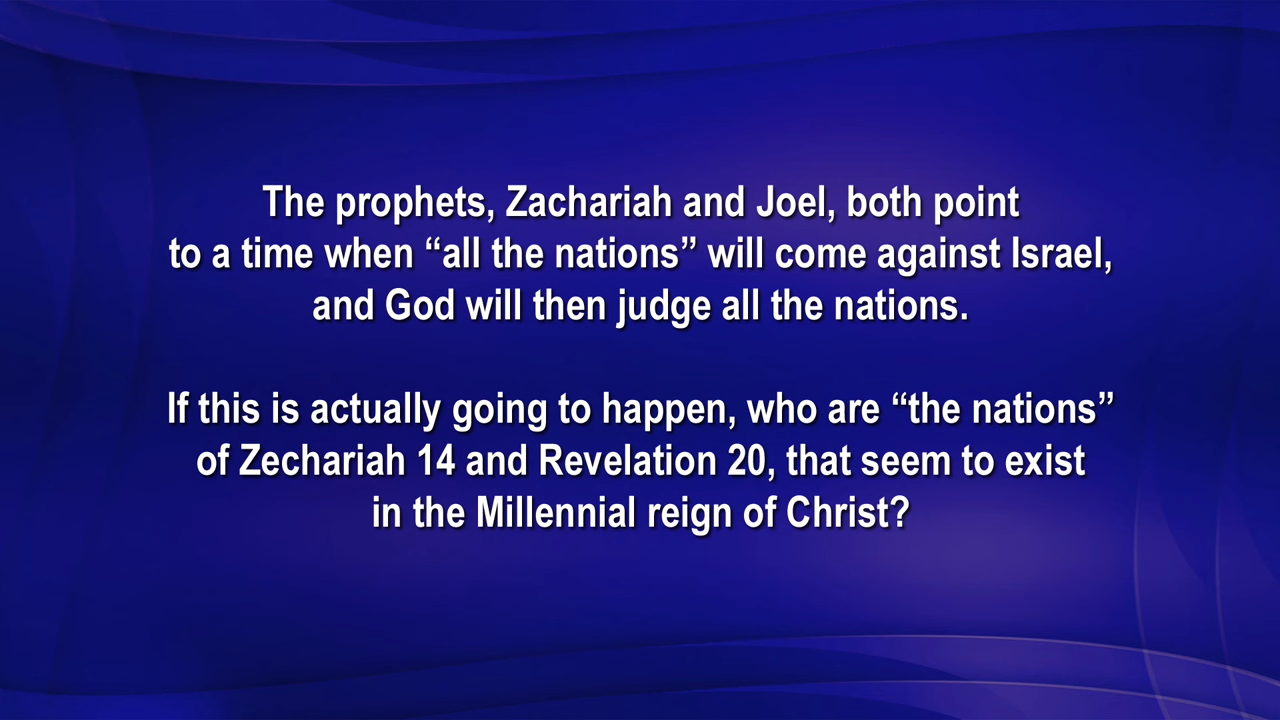 The prophets, Zachariah and Joel, both point
to a time when “all the nations” will come against Israel,
and God will then judge all the nations.
If this is actually going to happen, who are “the nations”
of Zechariah 14 and Revelation 20, that seem to exist
in the Millennial reign of Christ?